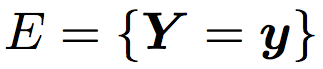 E = {Y = y}